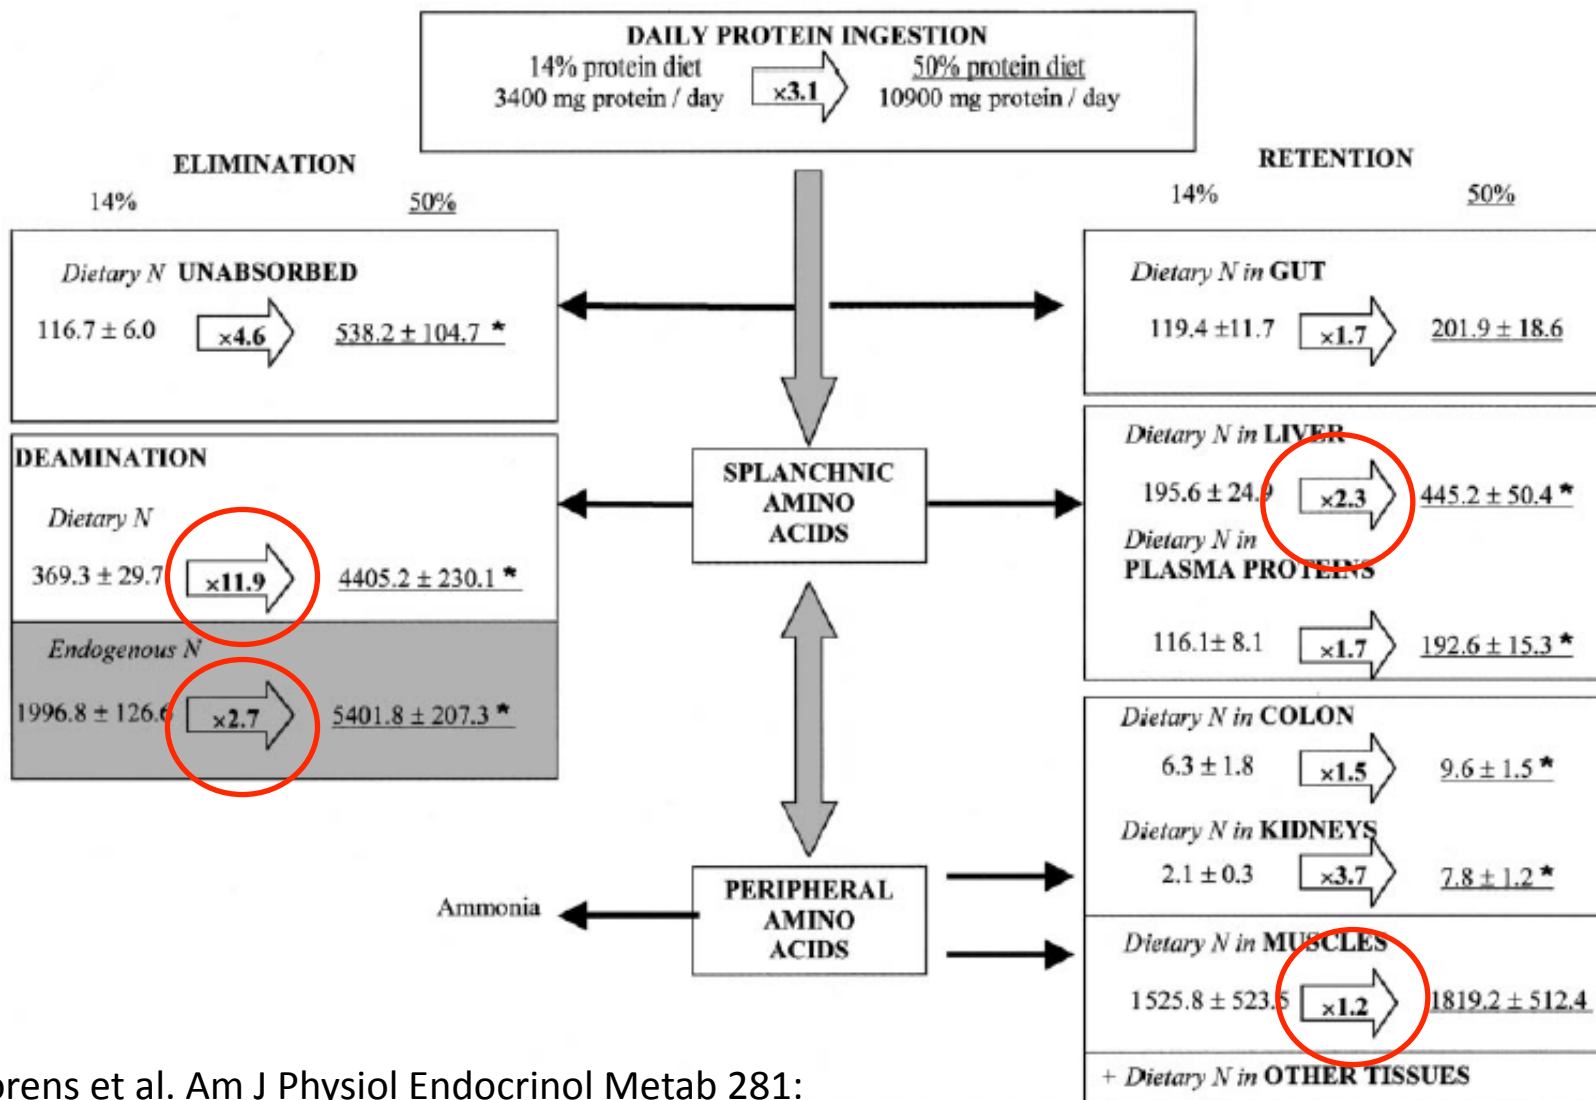 DAILY PROTEIN INGESTION
14% protein diet
3400 mg protein / day
×3.1
50% protein diet
10900 mg protein / day
ELIMINATION
14%
50%
Dietary N UNABSORBED
116.7 ± 6.0
×4.6
538.2 ± 104.7 *
DEAMINATION
Dietary N
369.3 ± 29.7
×11.9
4405.2 ± 230.1 *
Endogenous N
1996.8 ± 126.6
×2.7
5401.8 ± 207.3 *
SPLANCHNIC
AMINO
ACIDS
PERIPHERAL
AMINO
ACIDS
Ammonia
RETENTION
14%
50%
Dietary N in GUT
119.4 ±11.7
×1.7
201.9 ± 18.6
Dietary N in LIVER
195.6 ± 24.9
×2.3
445.2 ± 50.4 *
Dietary N in
PLASMA PROTEINS
116.1± 8.1
×1.7
192.6 ± 15.3 *
Dietary N in COLON
6.3 ± 1.8
×1.5
9.6 ± 1.5 *
Dietary N in KIDNEYS
2.1 ± 0.3
×3.7
7.8 ± 1.2 *
Dietary N in MUSCLES
1525.8 ± 523.5
×1.2
1819.2 ± 512.4
+ Dietary N in OTHER TISSUES
orens et al. Am J Physiol Endocrinol Metab 281: